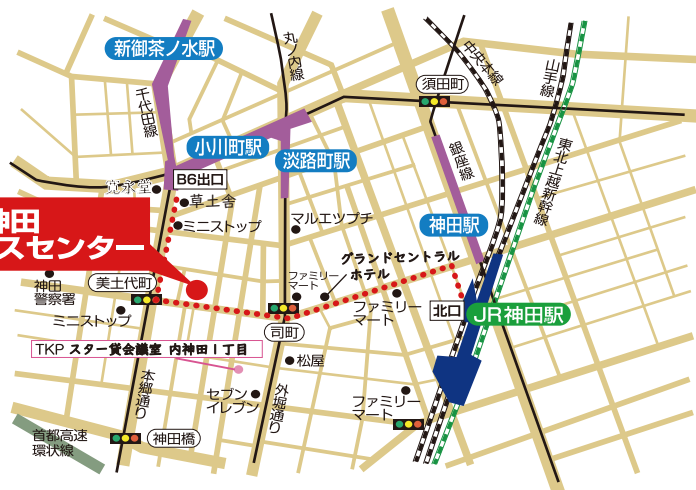 新御茶ノ水駅
丸ノ内線
中央本線
山手線
須田町
千代田線
小川町駅
淡路町駅
銀座線
東北上越新幹線
寛永堂
B6出口
草土舎
ミニストップ
マルエツプチ
神田駅
神田
スセンター
グランドセントラル
ホテル
神田
警察署
美土代町
ファミリー
マート
ファミリー
マート
北口
JR神田駅
ミニストップ
司町
TKP スター貸会議室 内神田1丁目
松屋
本郷通り
セブン
イレブン
外堀通り
ファミリー
マート
首都高速
環状線
神田橋